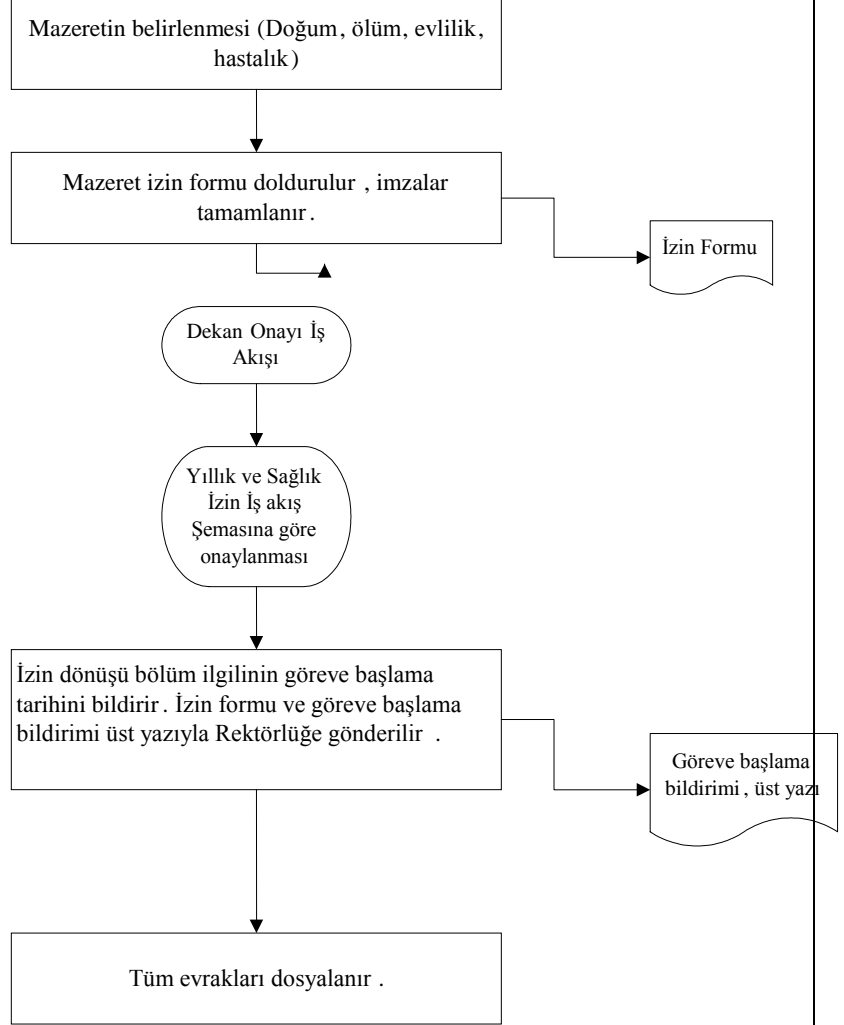 Mazeretin belirlenmesi (Doğum, ölüm, evlilik,
hastalık)
Mazeret izin formu doldurulur , imzalar
tamamlanır .
İzin Formu
Dekan Onayı İş
Akışı
Yıllık ve Sağlık
İzin İş akış
Şemasına göre
onaylanması
İzin dönüşü bölüm ilgilinin göreve başlama
tarihini bildirir . İzin formu ve göreve başlama
bildirimi üst yazıyla Rektörlüğe gönderilir .
Göreve başlama
bildirimi , üst yazı
Tüm evrakları dosyalanır .